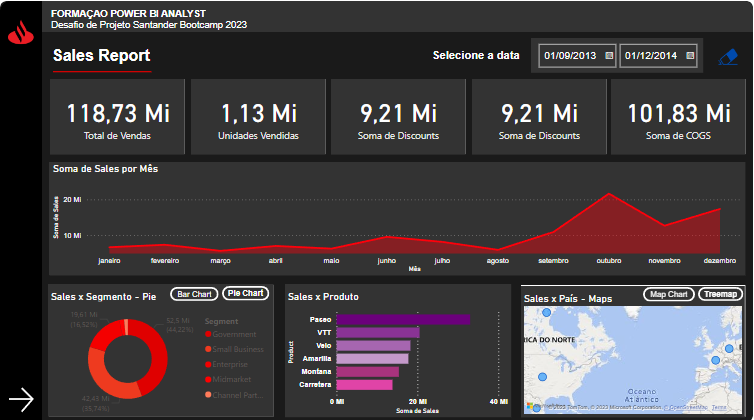 FORMAÇAO POWER BI ANALYST
Desafio de Projeto Santander Bootcamp 2023
Sales Report
Selecione a data
01/09/2013
01/12/2014
118,73 Mi
Total de Vendas
1,13 Mi
Unidades Vendidas
9,21 Mi
Soma de Discounts
9,21 Mi
Soma de Discounts
101,83 Mi
Soma de COGS
Soma de Sales por Mês
Soma de Sales
20 Mi
10 Mi
janeiro fevereiro março abril maio junho julho agosto setembro outubro novembro dezembro
Mês
Sales x Segmento - Pie
Bar Chart
Pie Chart
19,61 Mi
(16,52%)
52,5 Mi
(44,22%)
42,43 Mi
(35,74%)
Segment
Government
Small Business
Enterprise
Midmarket
Channel Part...
Sales x Produto
Product
Paseo
VTT
Velo
Amarilla
Montana
Carretera
0 Mi 20 Mi 40 Mi
Soma de Sales
Sales x País - Maps
Map Chart
Treemap
RICA DO NORTE
EUROPA
Oceano
Atlântico
© 2023 TomTom, © 2023 Microsoft Corporation, © OpenStreetMap Terms